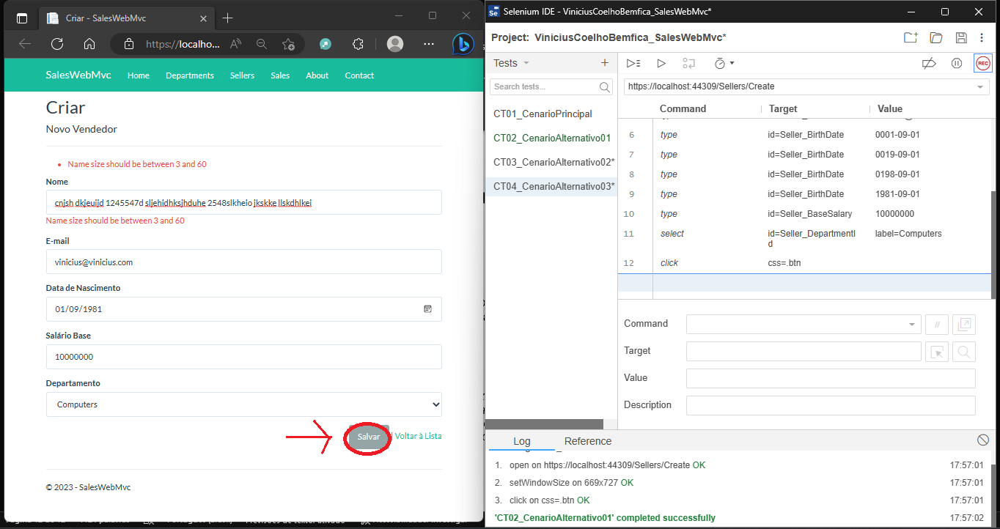 Criar - SalesWebMvc
https://localho...
SalesWebMvc Home Departments Sellers Sales About Contact
Criar
Novo Vendedor
Name size should be between 3 and 60
Nome
cnjsh dkjeuijd 1245547d sljehidhksjhduhe 2548slkheio jkskke llskdhlkei
Name size should be between 3 and 60
E-mail
vinicius@vinicius.com
Data de Nascimento
01/09/1981
Salário Base
10000000
Departamento
Computers
Salvar | Voltar à Lista
© 2023 - SalesWebMvc
Se Selenium IDE - ViniciusCoelhoBemfica_SalesWebMvc*
Project: ViniciusCoelhoBemfica_SalesWebMvc*
Tests
REC
Search tests...
https://localhost:44309/Sellers/Create
CT01_CenarioPrincipal
CT02_CenarioAlternativo01
CT03_CenarioAlternativo02*
CT04_CenarioAlternativo03*
Command Target Value
6 type id=Seller_BirthDate 0001-09-01
7 type id=Seller_BirthDate 0019-09-01
8 type id=Seller_BirthDate 0198-09-01
9 type id=Seller_BirthDate 1981-09-01
10 type id=Seller_BaseSalary 10000000
11 select id=Seller_DepartmentI label=Computers
d
12 click css=.btn
Command
//
Target
Value
Description
Log Reference
1. open on https://localhost:44309/Sellers/Create OK 17:57:01
2. setWindowSize on 669x727 OK 17:57:01
3. click on css=.btn OK 17:57:01
'CT02_CenarioAlternativo01' completed successfully 17:57:02